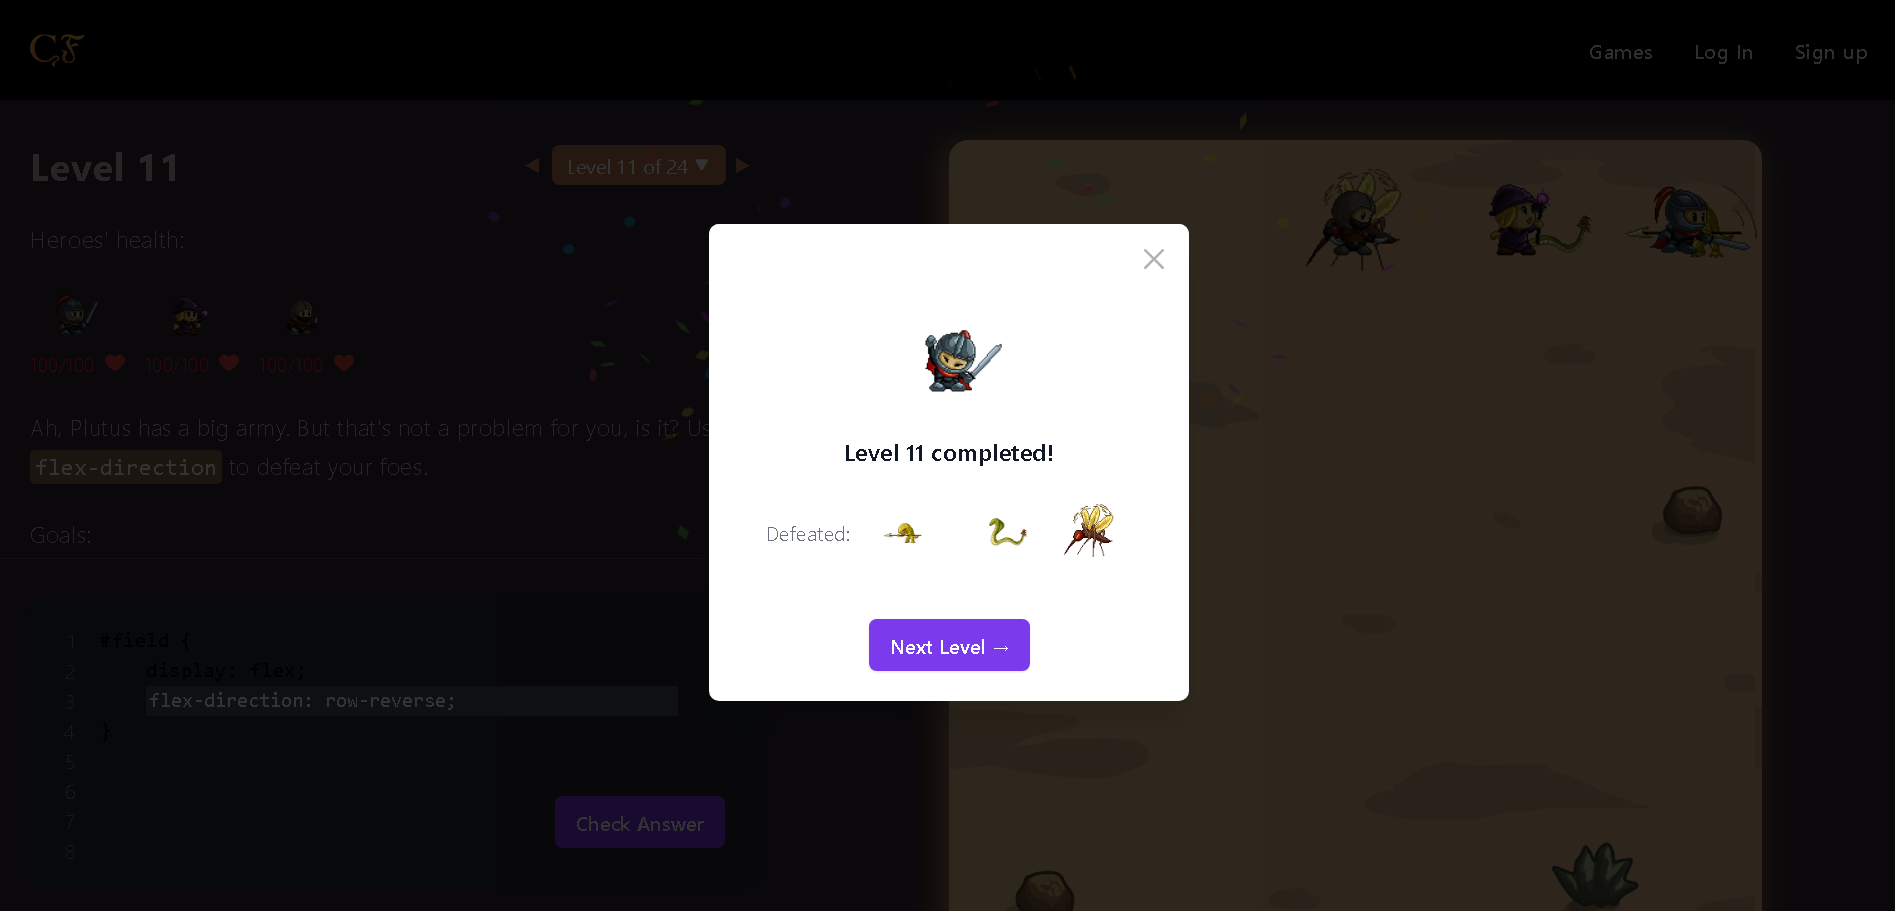 CF
Games
Log In
Sign up
Level 11
Level 11 of 24 ▼
Heroes' health:
100/100
100/100
100/100
Ah, Plutus has a big army. But that's not a problem for you, is it? Us
flex-direction to defeat your foes.
Goals:
1 #field {
2 display: flex;
3 flex-direction: row-reverse;
4 }
5
6
7
8
Check Answer
Level 11 completed!
Defeated:
Next Level →